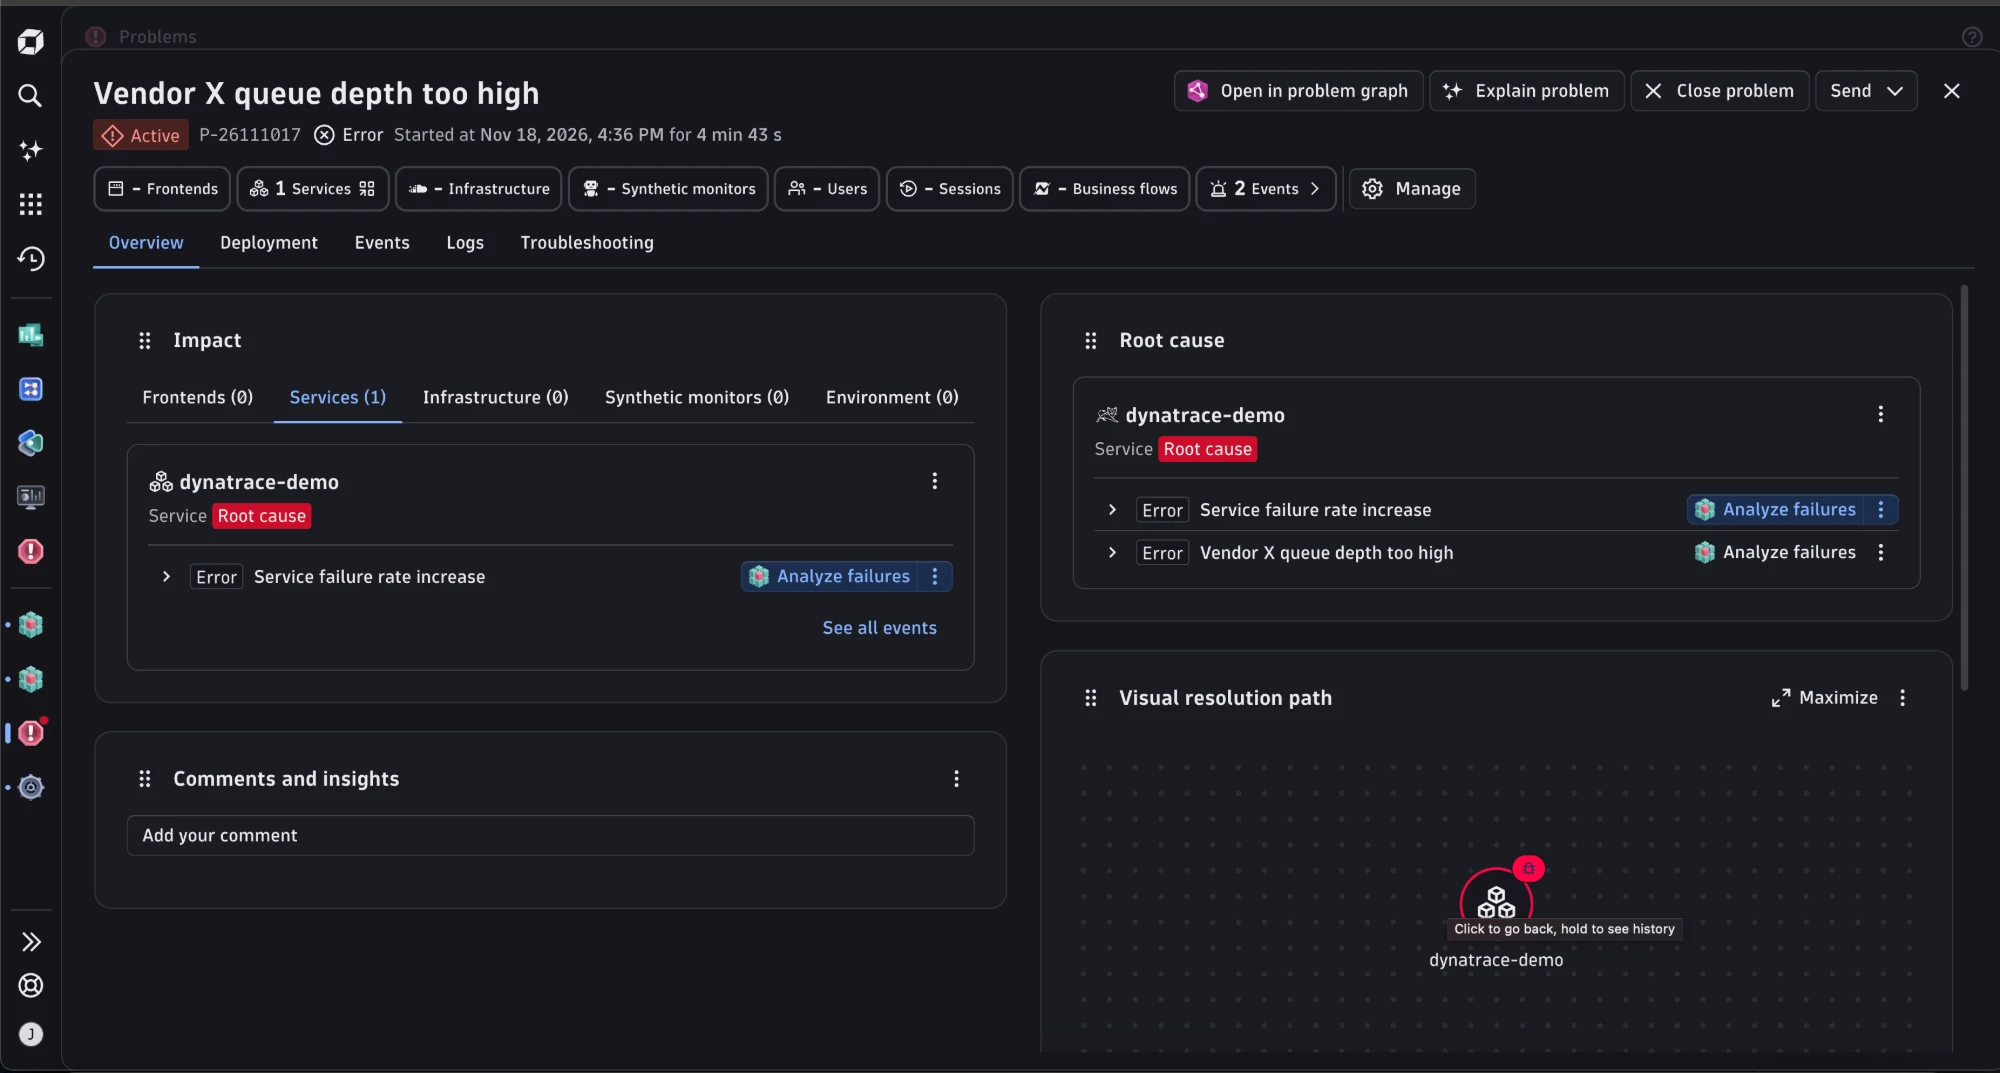 Problems
Vendor X queue depth too high
Open in problem graph
Explain problem
Close problem
Send
Active P-26111017 Error Started at Nov 18, 2026, 4:36 PM for 4 min 43 s
– Frontends
1 Services
– Infrastructure
– Synthetic monitors
– Users
– Sessions
– Business flows
2 Events
Manage
Overview Deployment Events Logs Troubleshooting
Impact
Frontends (0) Services (1) Infrastructure (0) Synthetic monitors (0) Environment (0)
dynatrace-demo
Service Root cause
Error Service failure rate increase Analyze failures
See all events
Comments and insights
Add your comment
Root cause
dynatrace-demo
Service Root cause
Error Service failure rate increase Analyze failures
Error Vendor X queue depth too high Analyze failures
Visual resolution path Maximize
Click to go back, hold to see history
dynatrace-demo
J